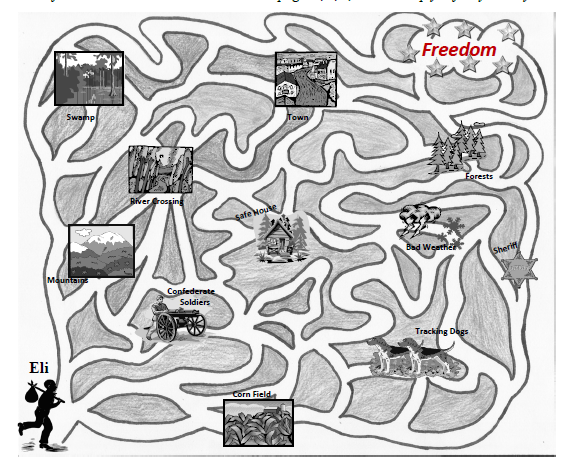 Freedom
Swamp
Town
Forests
River Crossing
Safe House
Bad Weather
Sheriff
Mountains
Confederate
Soldiers
Tracking Dogs
Eli
Corn Field